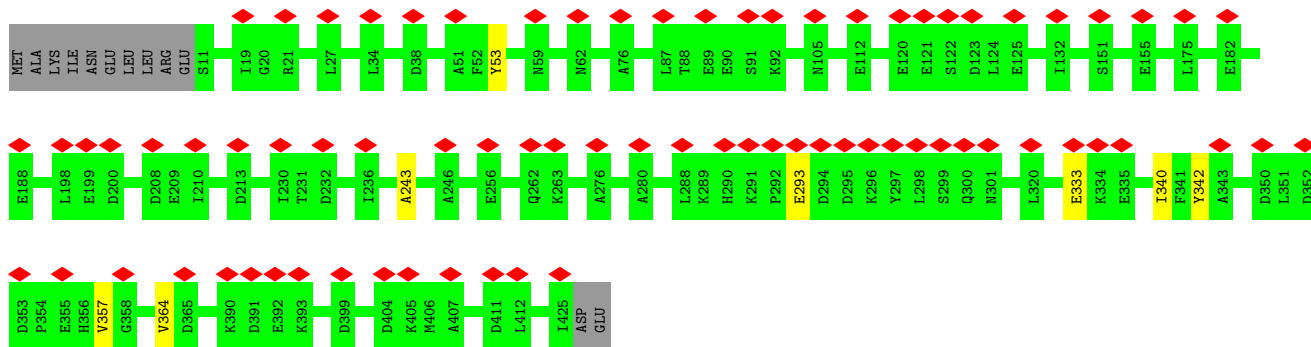 MET ALA LYS ILE ASN GLU LEU LEU ARG GLU S11 I19 G20 R21 L27 L34 D38 A51 F52 Y53 N59 N62 A76 L87 T88 E89 E90 S91 K92 N105 E112 E120 E121 S122 D123 L124 E125 I132 S151 E155 L175 E182
E188 L198 E199 D200 D208 E209 I210 D213 I230 T231 D232 I236 A243 A246 E256 Q262 K263 A276 A280 L288 K289 H290 K291 P292 E293 D294 D295 K296 Y297 L298 S299 Q300 N301 L320 E333 K334 E335 I340 F341 Y342 A343 D350 L351 D352
D353 P354 E355 H356 V357 G358 V364 D365 K390 D391 E392 K393 D399 D404 K405 M406 A407 D411 L412 I425 ASP GLU